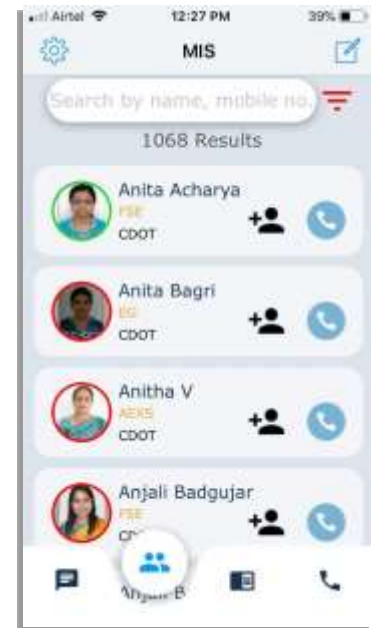 Airtel 12:27 PM 39%
MIS
Search by name, mobile no.
1068 Results
Anita Acharya
FSE
CDOT
Anita Bagri
CDOT
Anitha V
AEXS
CDOT
Anjali Badgujar
FSE